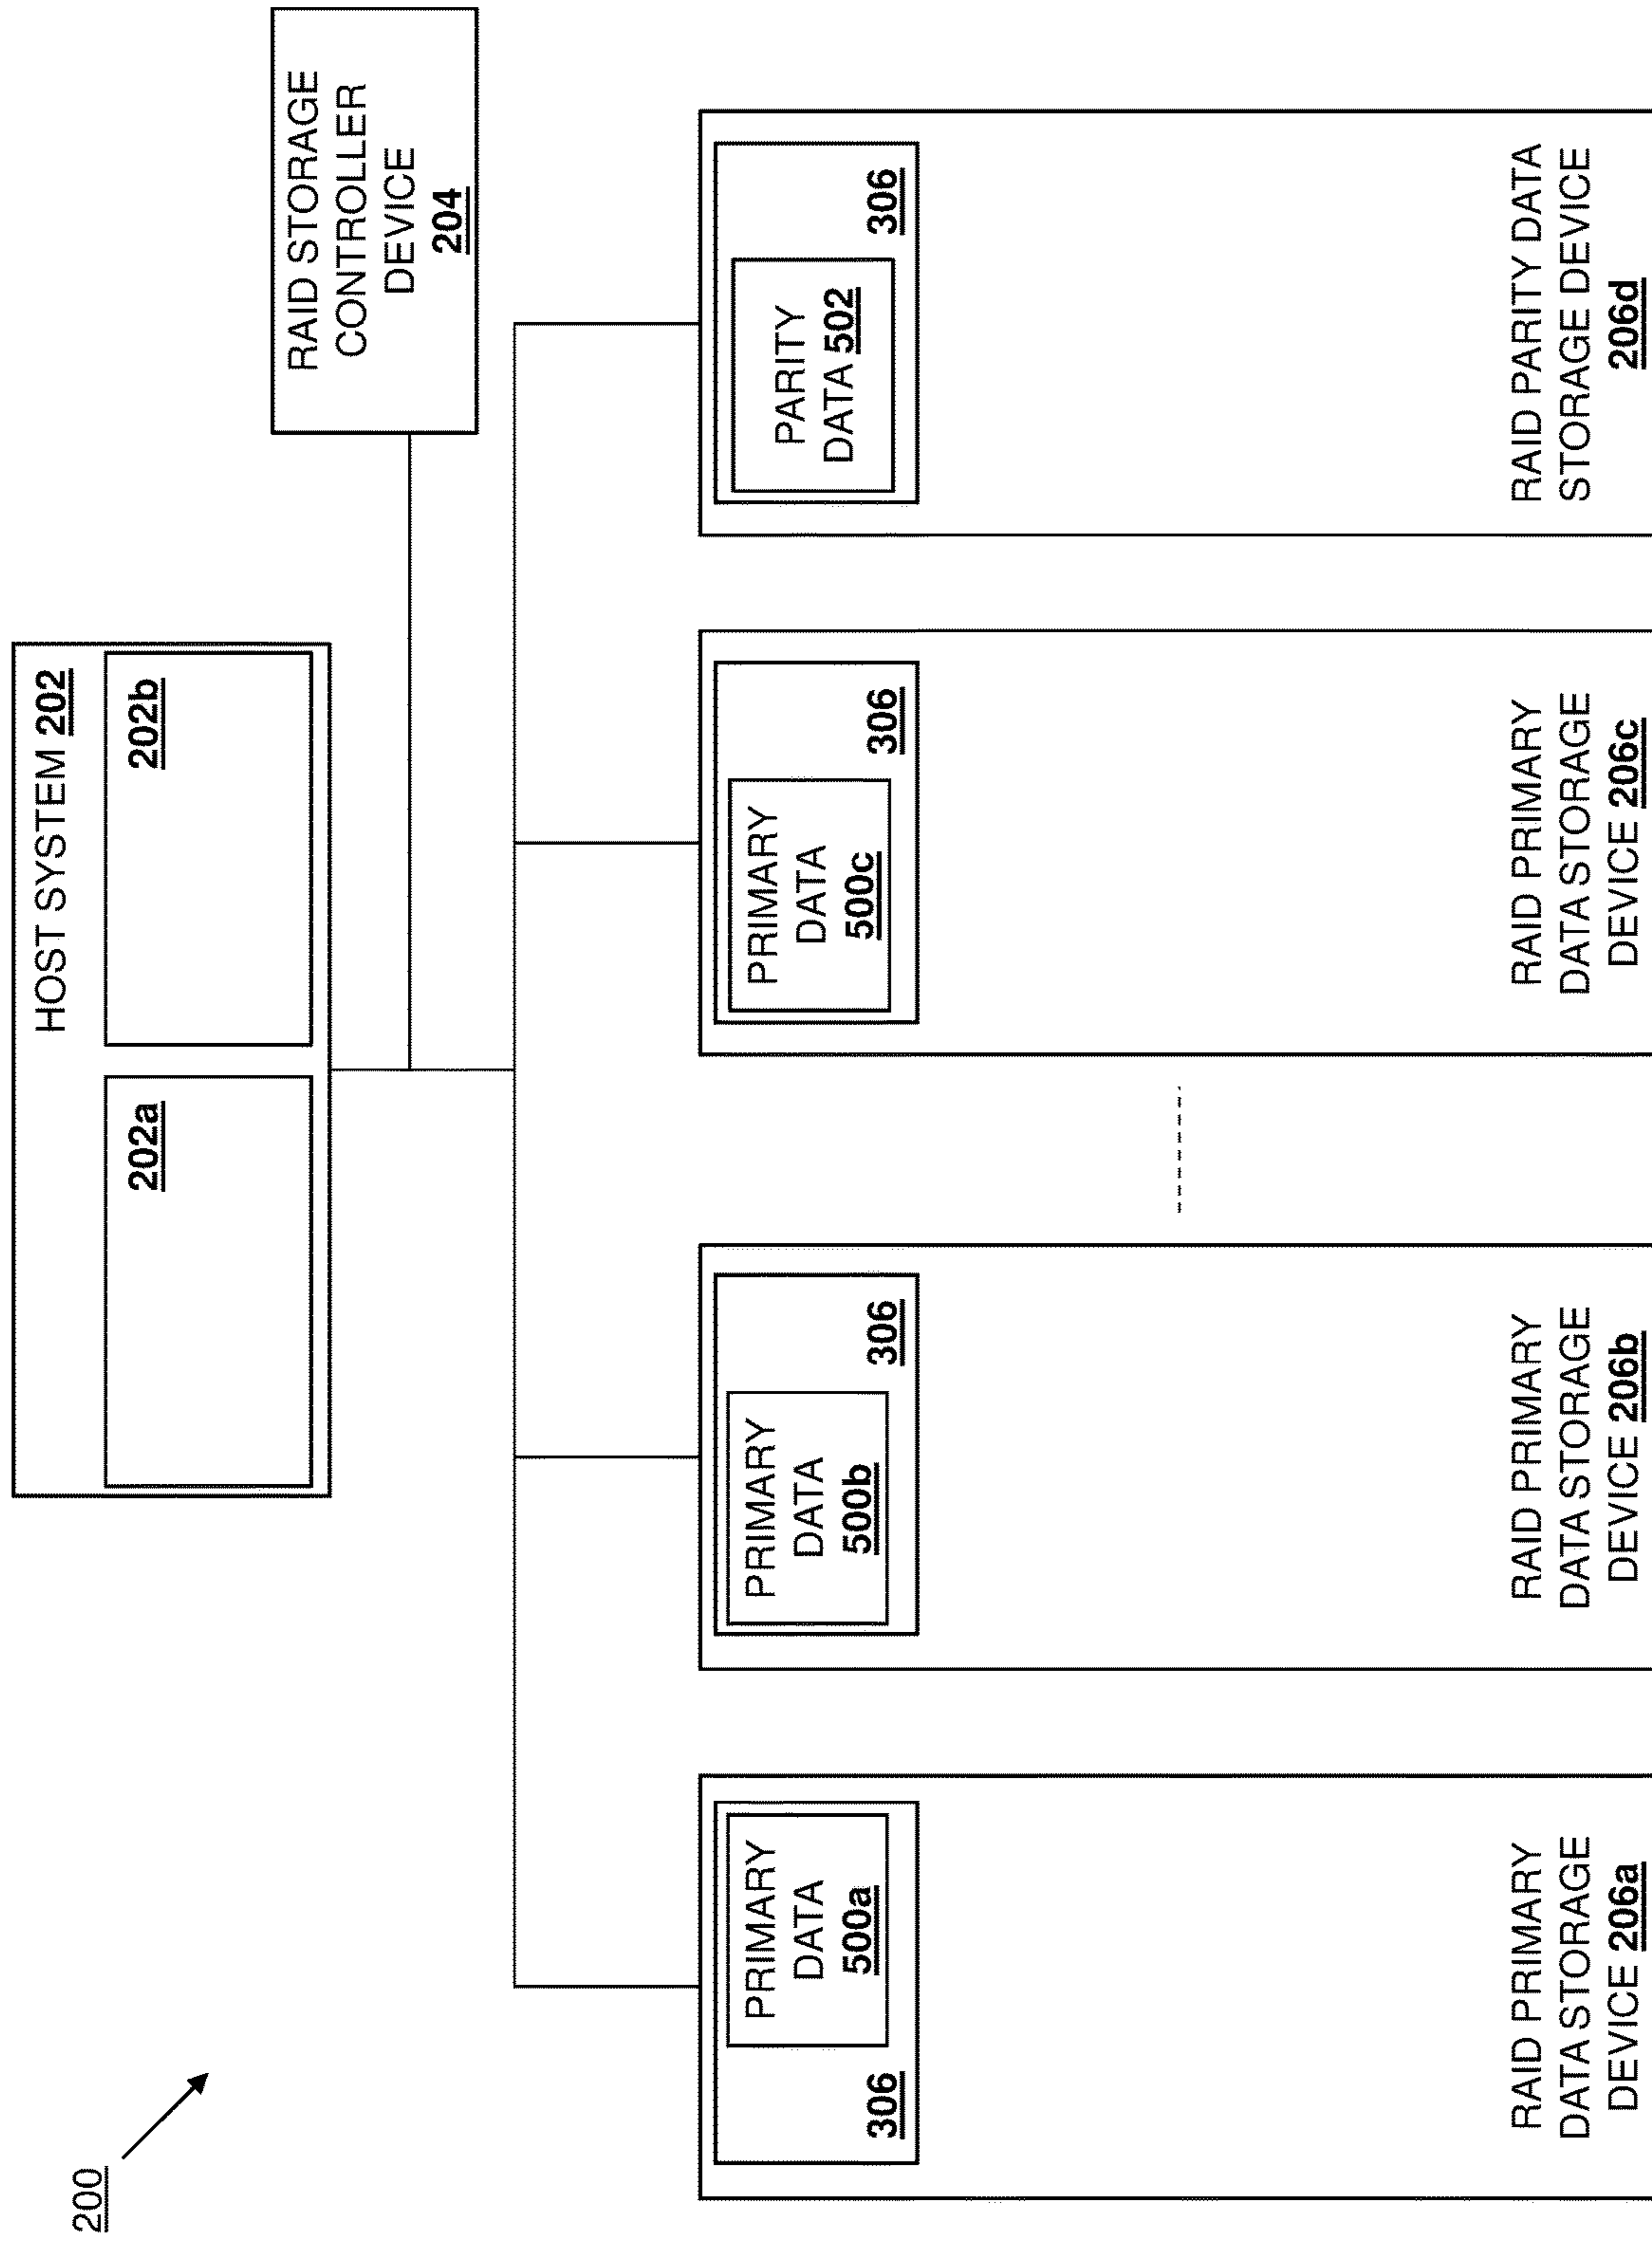 200
HOST SYSTEM 202
202a
202b
RAID STORAGE
CONTROLLER
DEVICE
204
PRIMARY
DATA
500a
306
RAID PRIMARY
DATA STORAGE
DEVICE 206a
PRIMARY
DATA
500b
306
RAID PRIMARY
DATA STORAGE
DEVICE 206b
PRIMARY
DATA
500c
306
RAID PRIMARY
DATA STORAGE
DEVICE 206c
PARITY
DATA 502
306
RAID PARITY DATA
STORAGE DEVICE
206d